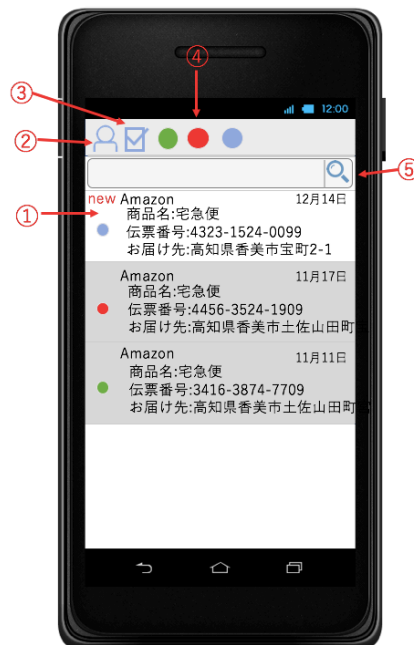 ④
12:00
③
②
⑤
new Amazon 12月14日
①
商品名:宅急便
伝票番号:4323-1524-0099
お届け先:高知県香美市宝町2-1
Amazon 11月17日
商品名:宅急便
伝票番号:4456-3524-1909
お届け先:高知県香美市土佐山田町
Amazon 11月11日
商品名:宅急便
伝票番号:3416-3874-7709
お届け先:高知県香美市土佐山田町